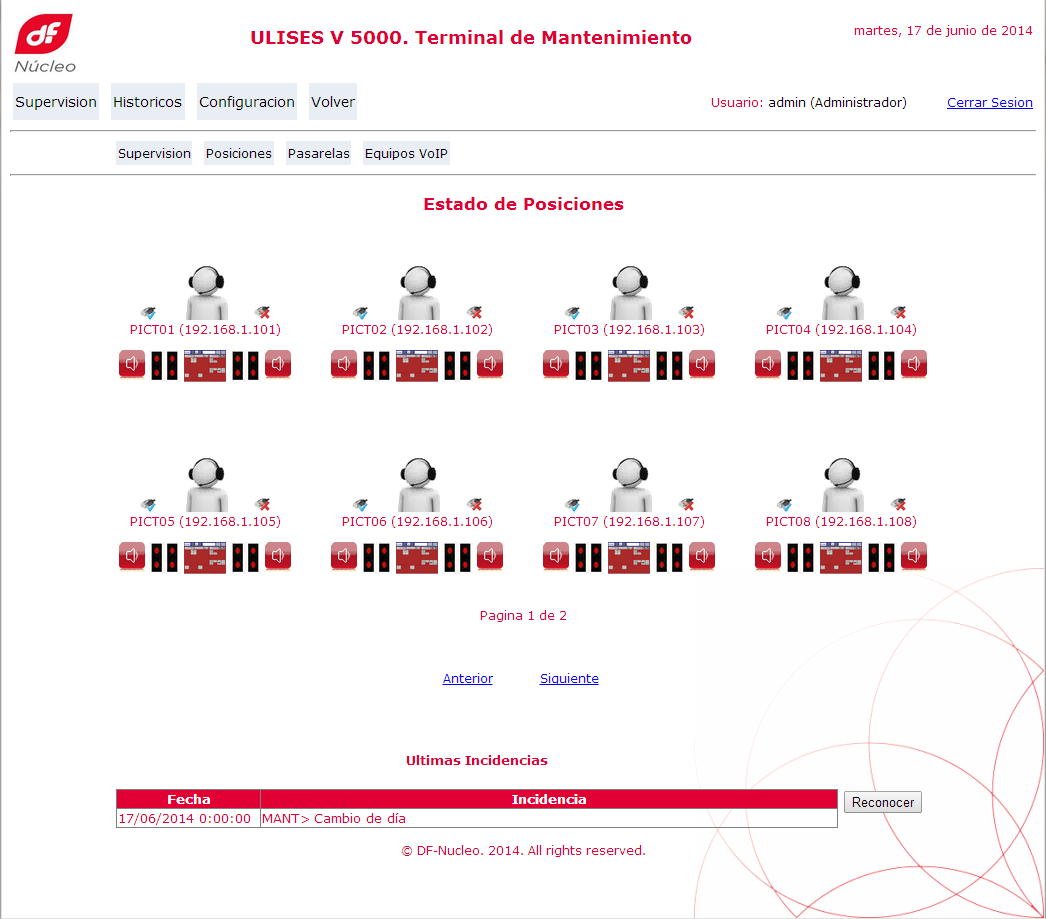 df
Núcleo
ULISES V 5000. Terminal de Mantenimiento
martes, 17 de junio de 2014
Supervision Historicos Configuracion Volver
Usuario: admin (Administrador) Cerrar Sesion
Supervision Posiciones Pasarelas Equipos VoIP
Estado de Posiciones
PICT01 (192.168.1.101) PICT02 (192.168.1.102) PICT03 (192.168.1.103) PICT04 (192.168.1.104)
PICT05 (192.168.1.105) PICT06 (192.168.1.106) PICT07 (192.168.1.107) PICT08 (192.168.1.108)
Pagina 1 de 2
Anterior Siguiente
Ultimas Incidencias
Fecha Incidencia
17/06/2014 0:00:00 MANT> Cambio de día
Reconocer
© DF-Nucleo. 2014. All rights reserved.